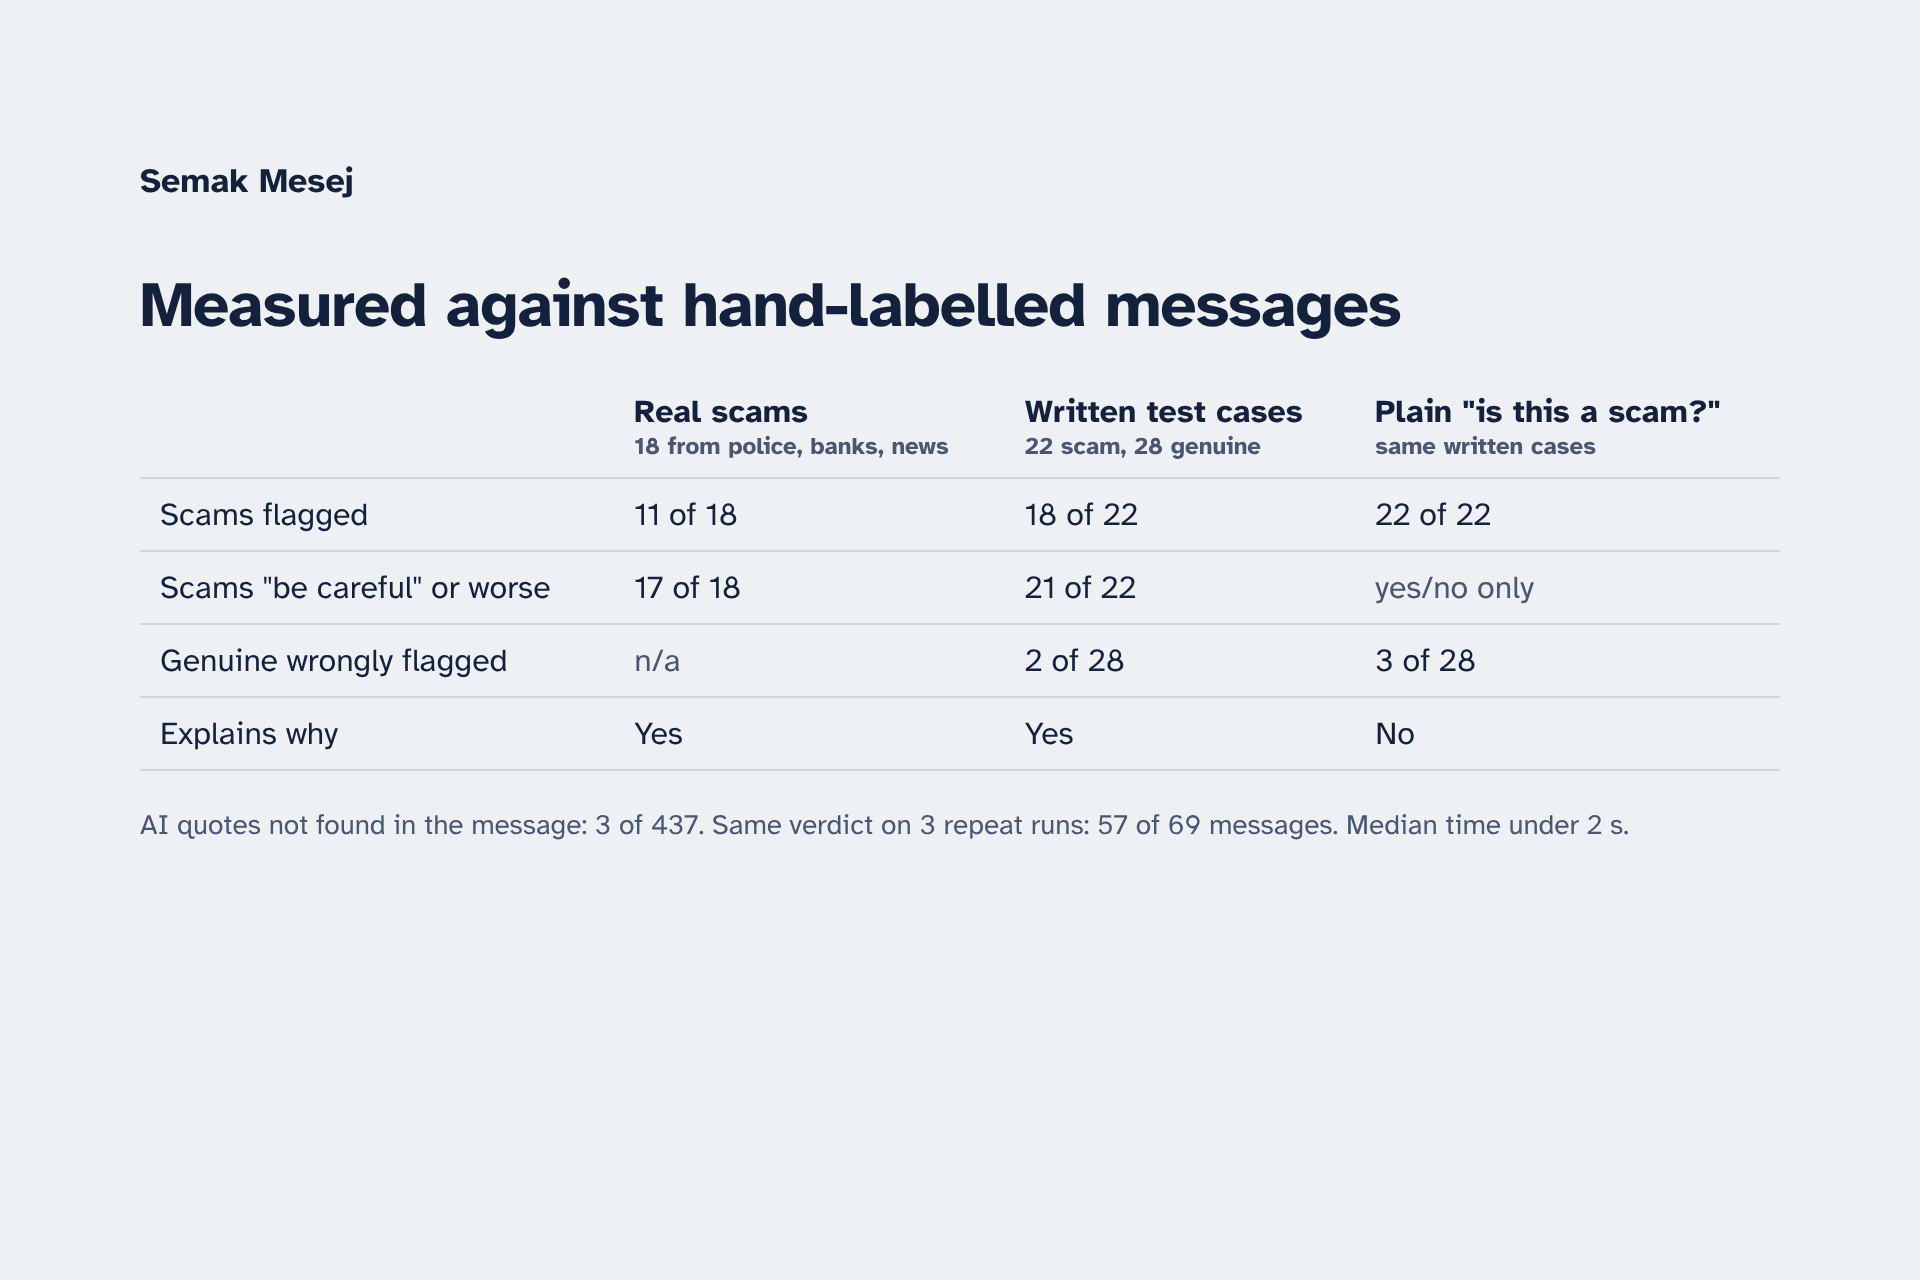 Semak Mesej
Measured against hand-labelled messages
Real scams Written test cases Plain "is this a scam?"
18 from police, banks, news 22 scam, 28 genuine same written cases
Scams flagged 11 of 18 18 of 22 22 of 22
Scams "be careful" or worse 17 of 18 21 of 22 yes/no only
Genuine wrongly flagged n/a 2 of 28 3 of 28
Explains why Yes Yes No
AI quotes not found in the message: 3 of 437. Same verdict on 3 repeat runs: 57 of 69 messages. Median time under 2 s.